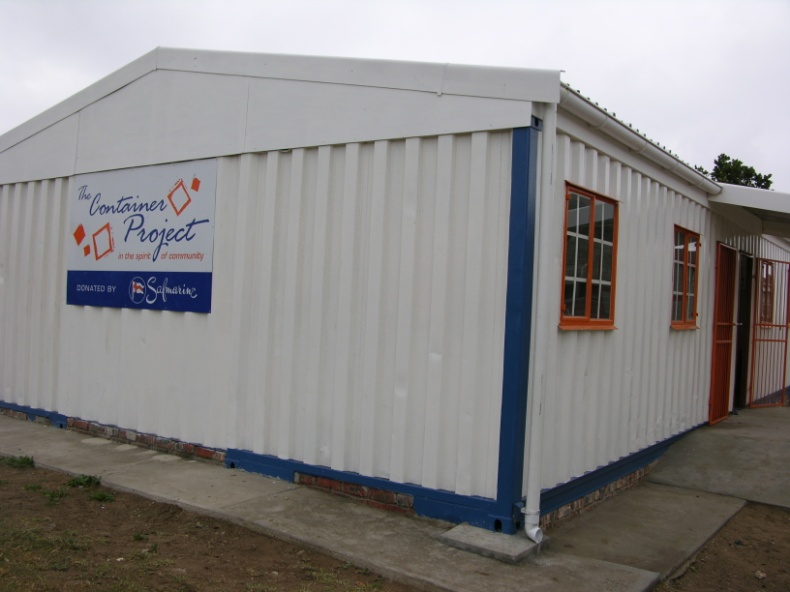 The
Container
Project
in the spirit of community
DONATED BY Safmarine